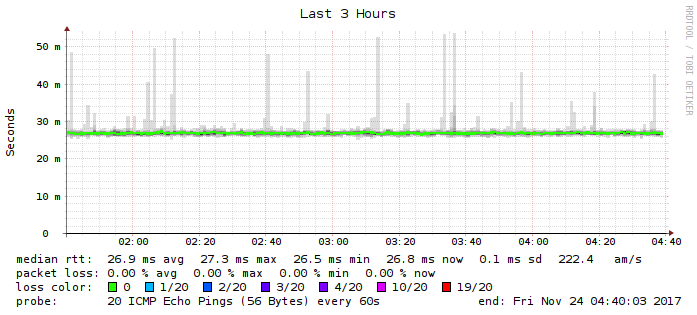 Last 3 Hours
RRDTOOL / TOBI OETIKER
Seconds
50 m
40 m
30 m
20 m
10 m
0
02:00 02:20 02:40 03:00 03:20 03:40 04:00 04:20 04:40
median rtt: 26.9 ms avg 27.3 ms max 26.5 ms min 26.8 ms now 0.1 ms sd 222.4 am/s
packet loss: 0.00 % avg 0.00 % max 0.00 % min 0.00 % now
loss color: 0 1/20 2/20 3/20 4/20 10/20 19/20
probe: 20 ICMP Echo Pings (56 Bytes) every 60s end: Fri Nov 24 04:40:03 2017